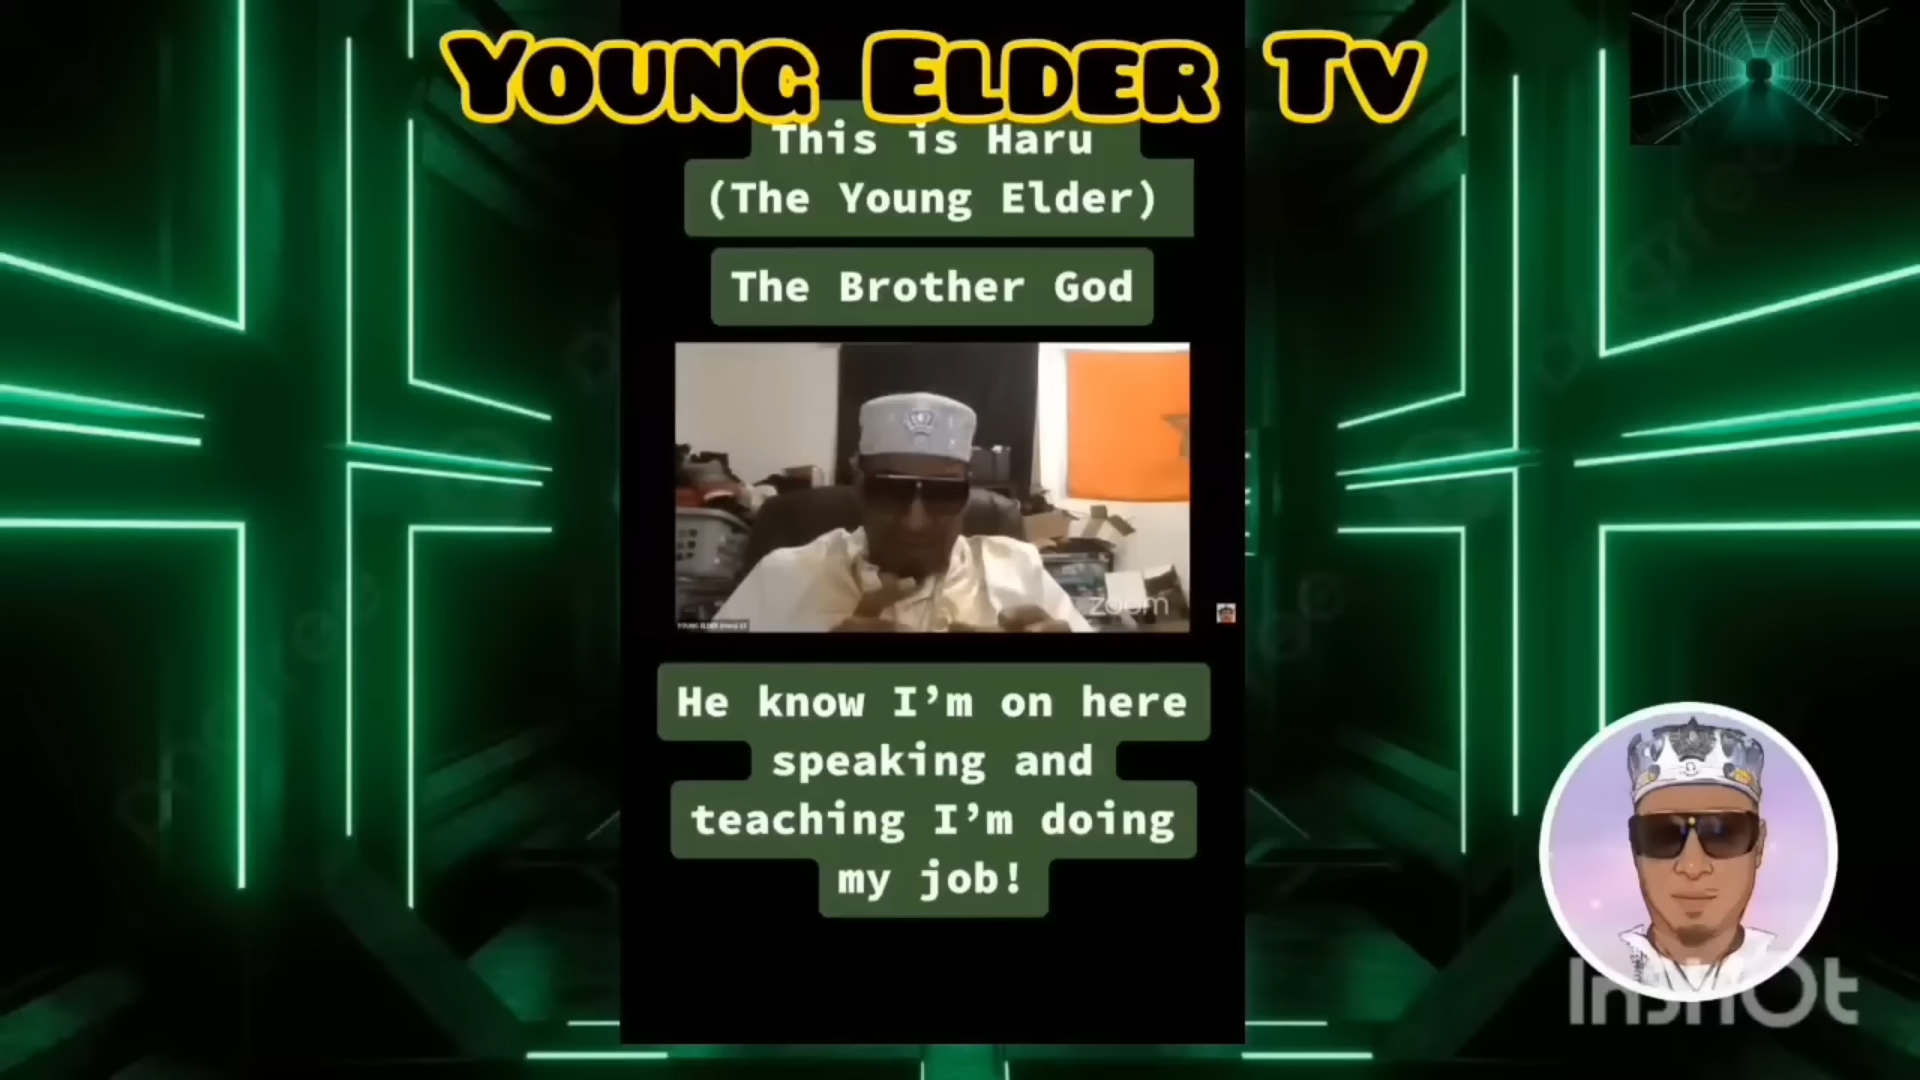 Young Elder Tv
This is Haru
(The Young Elder)
The Brother God
zoom
He know I’m on here
speaking and
teaching I’m doing
my job!
InShOt